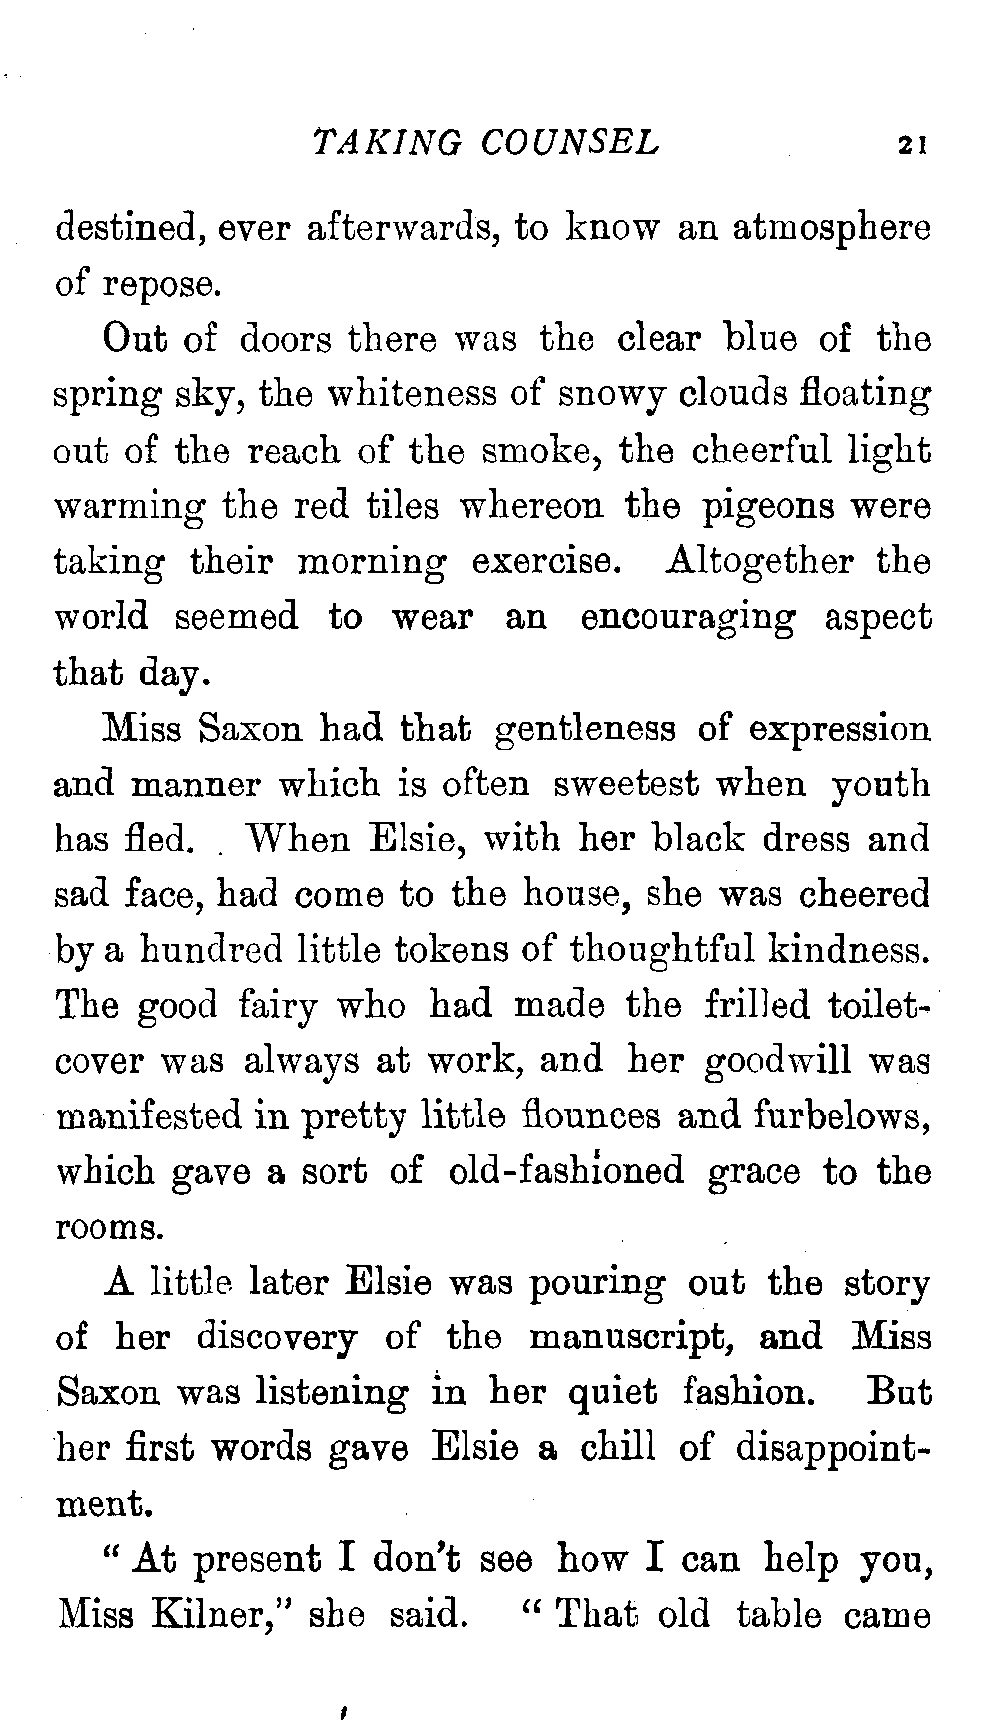 TAKING COUNSEL 21
destined, ever afterwards, to know an atmosphere
of repose.
Out of doors there was the clear blue of the
spring sky, the whiteness of snowy clouds floating
out of the reach of the smoke, the cheerful light
warming the red tiles whereon the pigeons were
taking their morning exercise. Altogether the
world seemed to wear an encouraging aspect
that day.
Miss Saxon had that gentleness of expression
and manner which is often sweetest when youth
has fled. When Elsie, with her black dress and
sad face, had come to the house, she was cheered
by a hundred little tokens of thoughtful kindness.
The good fairy who had made the frilled toilet-
cover was always at work, and her goodwill was
manifested in pretty little flounces and furbelows,
which gave a sort of old-fashioned grace to the
rooms.
A little later Elsie was pouring out the story
of her discovery of the manuscript, and Miss
Saxon was listening in her quiet fashion. But
her first words gave Elsie a chill of disappoint-
ment.
" At present I don't see how I can help you,
Miss Kilner," she said. " That old table came